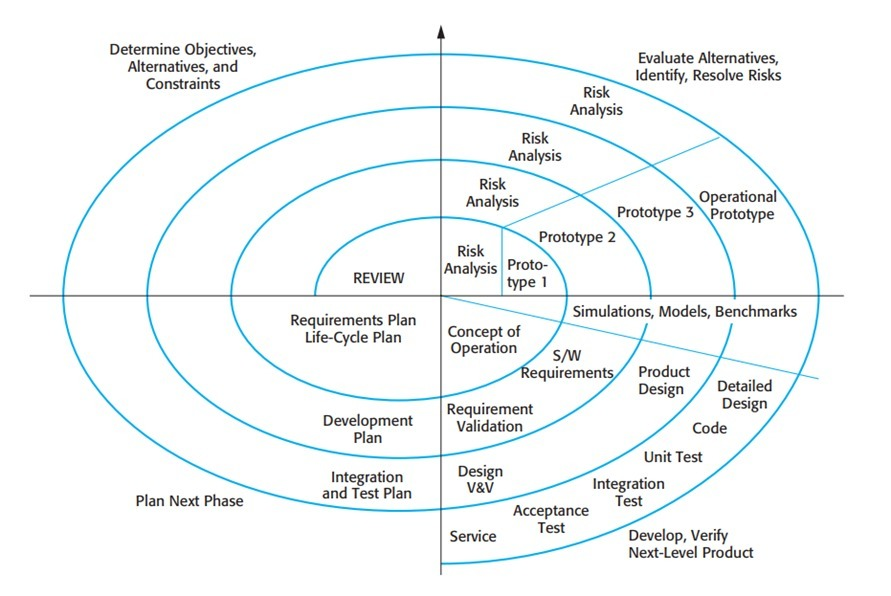 Determine Objectives,
Alternatives, and
Constraints
Evaluate Alternatives,
Identify, Resolve Risks
Risk
Analysis
Risk
Analysis
Risk
Analysis
Operational
Prototype
Prototype 3
Prototype 2
Risk
Analysis
Proto-
type 1
REVIEW
Simulations, Models, Benchmarks
Requirements Plan
Life-Cycle Plan
Concept of
Operation
S/W
Requirements
Product
Design
Detailed
Design
Development
Plan
Requirement
Validation
Code
Unit Test
Integration
and Test Plan
Design
V&V
Integration
Test
Plan Next Phase
Acceptance
Test
Service
Develop, Verify
Next-Level Product